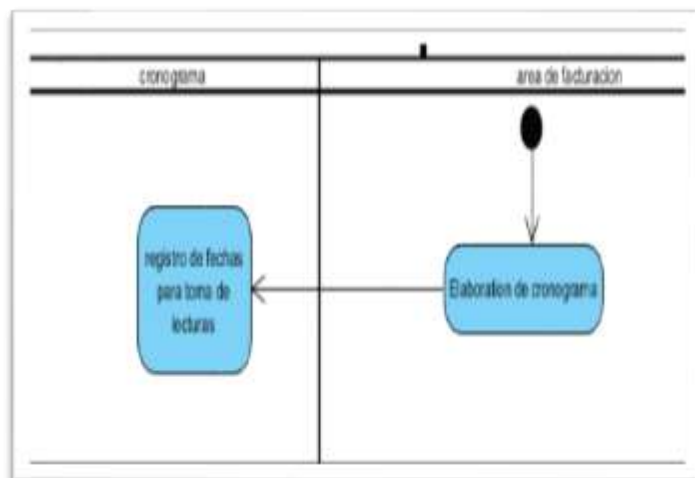 cronograma
area de facturacion
registro de fechas
para toma de
lecturas
Elaboration de cronograma